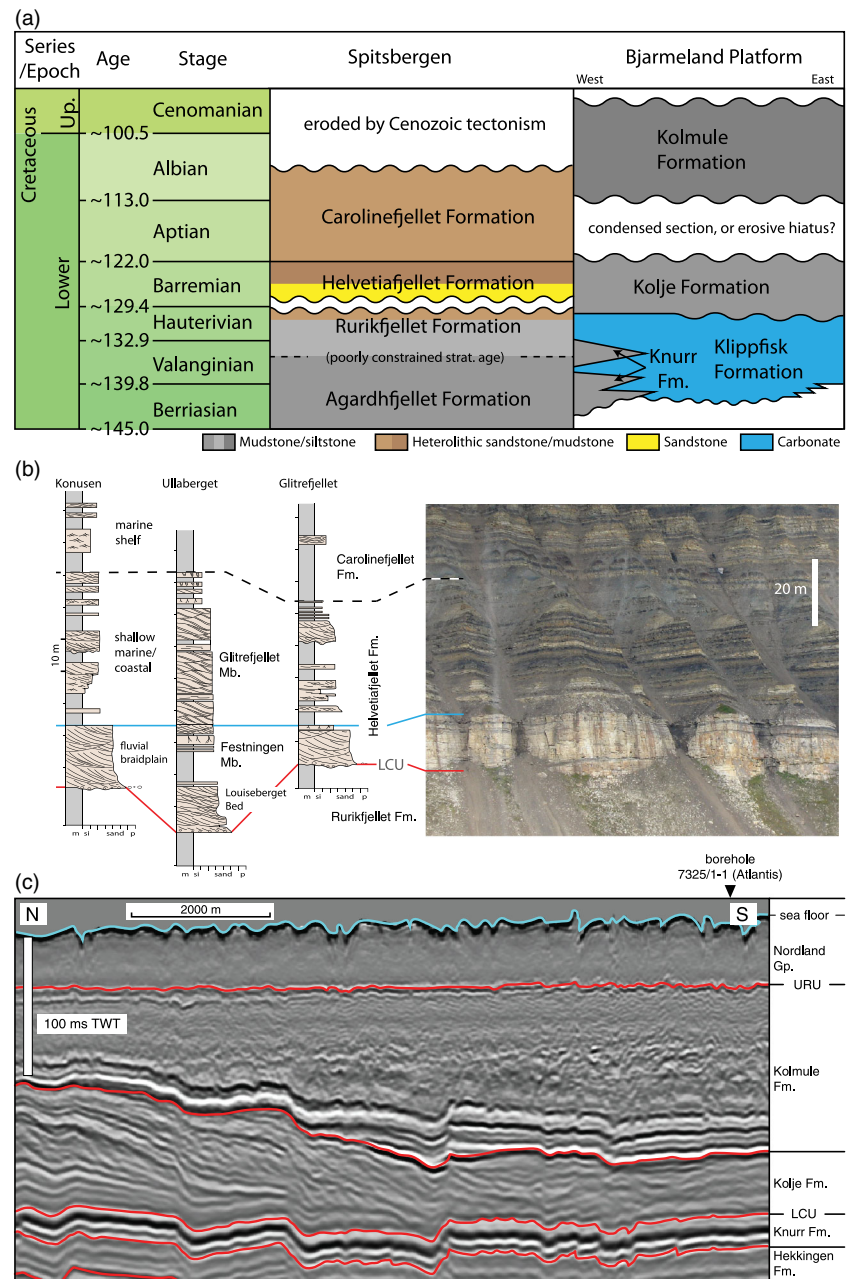 (a)
Series
/Epoch
Age
Stage
Spitsbergen
Bjarmeland Platform
West
East
Cretaceous
Up.
Lower
Cenomanian
~100.5
Albian
~113.0
Aptian
~122.0
Barremian
~129.4
Hauterivian
~132.9
Valanginian
~139.8
Berriasian
~145.0
eroded by Cenozoic tectonism
Carolinefjellet Formation
Helvetiafjellet Formation
Rurikfjellet Formation
(poorly constrained strat. age)
Agardhfjellet Formation
Kolmule
Formation
condensed section, or erosive hiatus?
Kolje Formation
Knurr
Fm.
Klippfisk
Formation
Mudstone/siltstone
Heterolithic sandstone/mudstone
Sandstone
Carbonate
(b)
Konusen
Ullaberget
Glitrefjellet
marine
shelf
shallow
marine/
coastal
10 m
fluvial
braidplain
m si sand p
Glitrefjellet
Mb.
Festningen
Mb.
Louiseberget
Bed
m si sand p
Carolinefjellet
Fm.
Helvetiafjellet Fm.
LCU
Rurikfjellet Fm.
m si sand p
20 m
(c)
borehole
7325/1-1 (Atlantis)
N
2000 m
S
100 ms TWT
sea floor
Nordland
Gp.
URU
Kolmule
Fm.
Kolje Fm.
LCU
Knurr Fm.
Hekkingen
Fm.